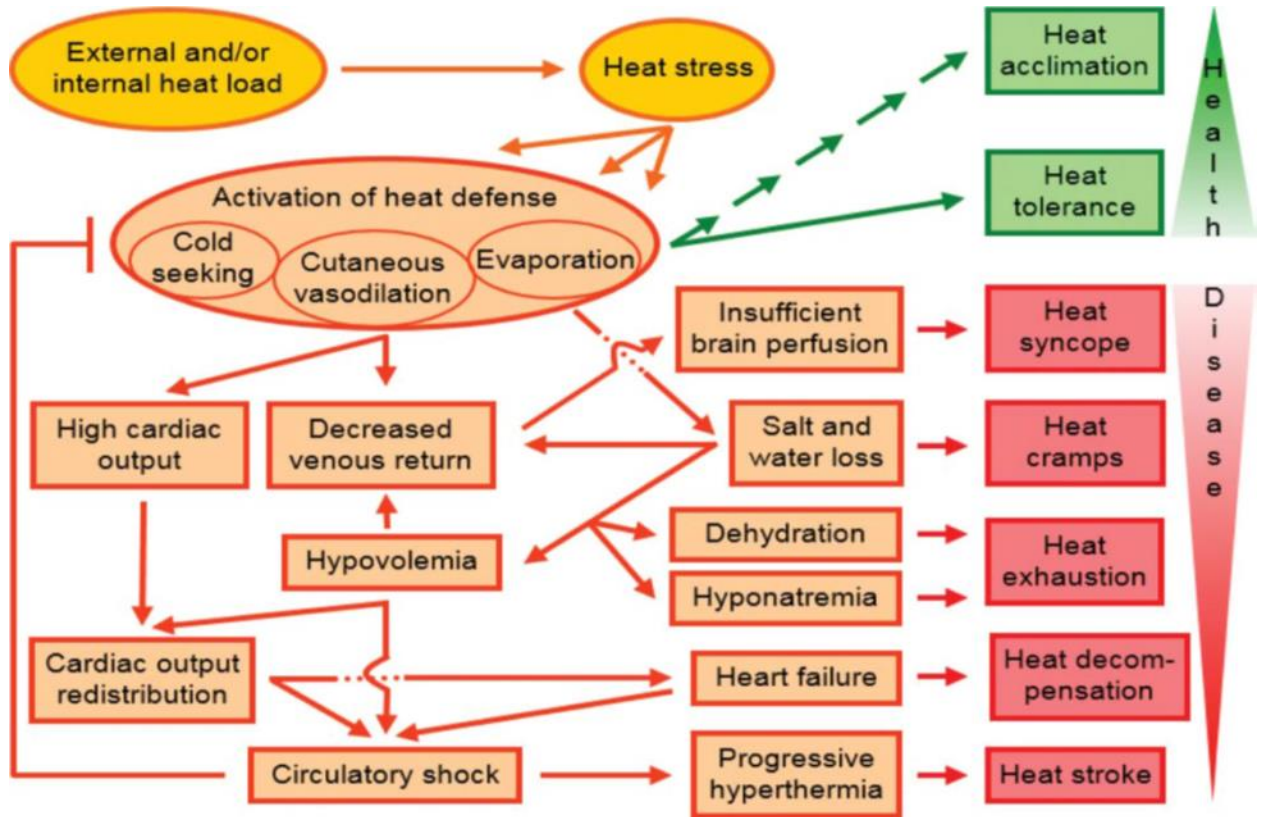 External and/or
internal heat load
Heat stress
Heat
acclimation
Heat
tolerance
Health
Activation of heat defense
Cold
seeking
Cutaneous
vasodilation
Evaporation
Insufficient
brain perfusion
Heat
syncope
Disease
High cardiac
output
Decreased
venous return
Salt and
water loss
Heat
cramps
Hypovolemia
Dehydration
Hyponatremia
Heat
exhaustion
Cardiac output
redistribution
Heart failure
Heat decom-
pensation
Circulatory shock
Progressive
hyperthermia
Heat stroke